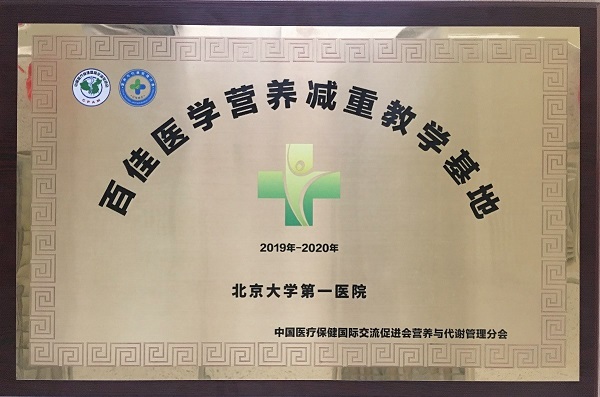 百佳医学营养减重教学基地
2019年-2020年
北京大学第一医院
中国医疗保健国际交流促进会营养与代谢管理分会